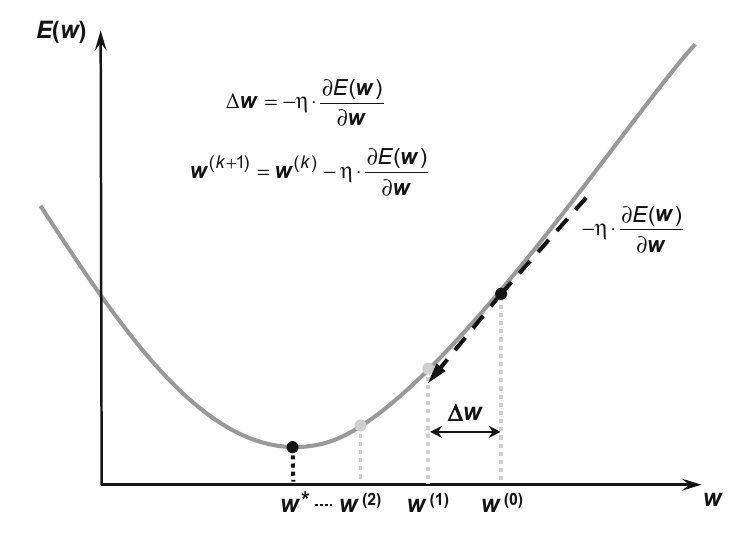 E(w)
Δw = −η · ∂E(w)/∂w
w^(k+1) = w^(k) − η · ∂E(w)/∂w
−η · ∂E(w)/∂w
Δw
w* ···· w^(2) w^(1) w^(0) w